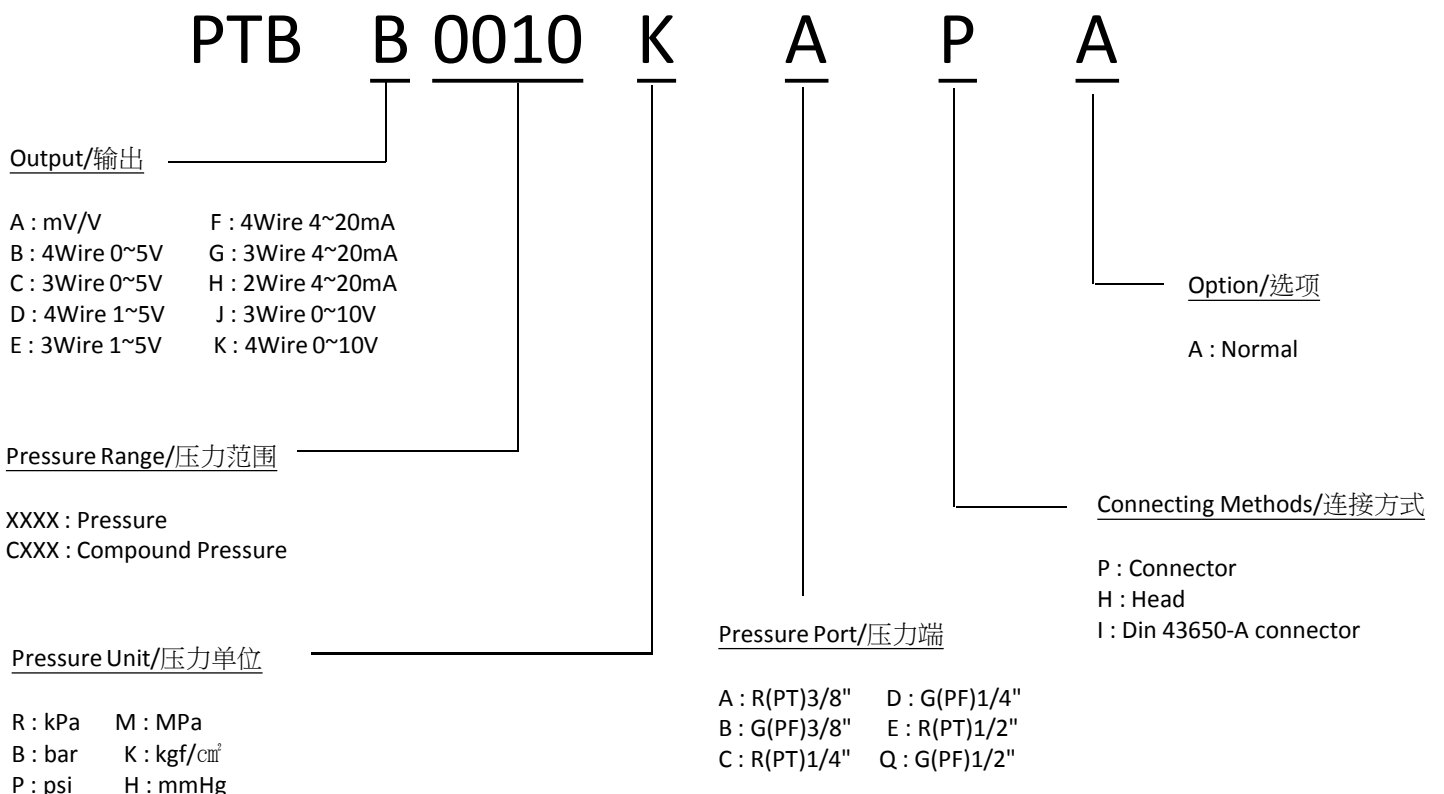 PTB B 0010 K A P A
Output/输出
A : mV/V F : 4Wire 4~20mA
B : 4Wire 0~5V G : 3Wire 4~20mA
C : 3Wire 0~5V H : 2Wire 4~20mA
D : 4Wire 1~5V J : 3Wire 0~10V
E : 3Wire 1~5V K : 4Wire 0~10V
Option/选项
A : Normal
Pressure Range/压力范围
XXXX : Pressure
CXXX : Compound Pressure
Connecting Methods/连接方式
P : Connector
H : Head
I : Din 43650-A connector
Pressure Unit/压力单位
R : kPa M : MPa
B : bar K : kgf/㎠
P : psi H : mmHg
Pressure Port/压力端
A : R(PT)3/8" D : G(PF)1/4"
B : G(PF)3/8" E : R(PT)1/2"
C : R(PT)1/4" Q : G(PF)1/2"